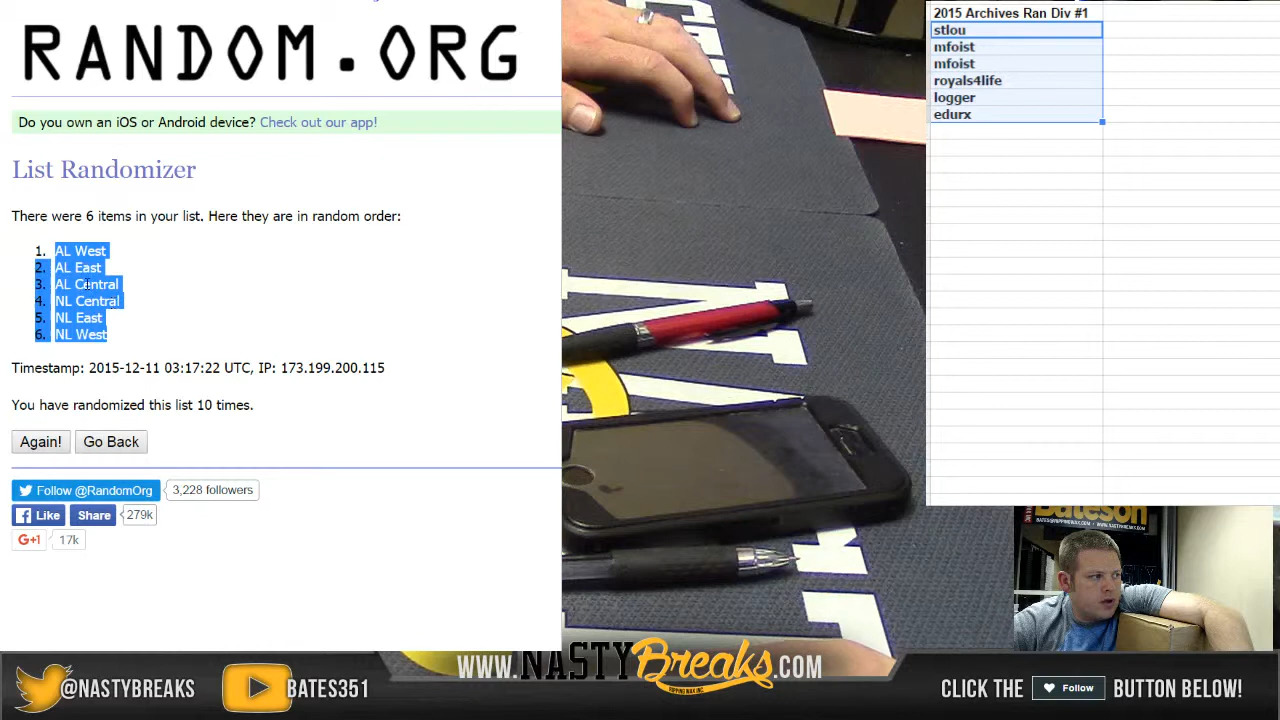 RANDOM.ORG
Do you own an iOS or Android device? Check out our app!
List Randomizer
There were 6 items in your list. Here they are in random order:
1. AL West
2. AL East
3. AL Central
4. NL Central
5. NL East
6. NL West
Timestamp: 2015-12-11 03:17:22 UTC, IP: 173.199.200.115
You have randomized this list 10 times.
Again! Go Back
Follow @RandomOrg 3,228 followers
Like Share 279k
G+1 17k
2015 Archives Ran Div #1
stlou
mfoist
mfoist
royals4life
logger
edurx
Bateson
@NASTYBREAKS
BATES351
WWW.NASTYBreaks.COM
RIPPING WAX INC.
CLICK THE Follow BUTTON BELOW!